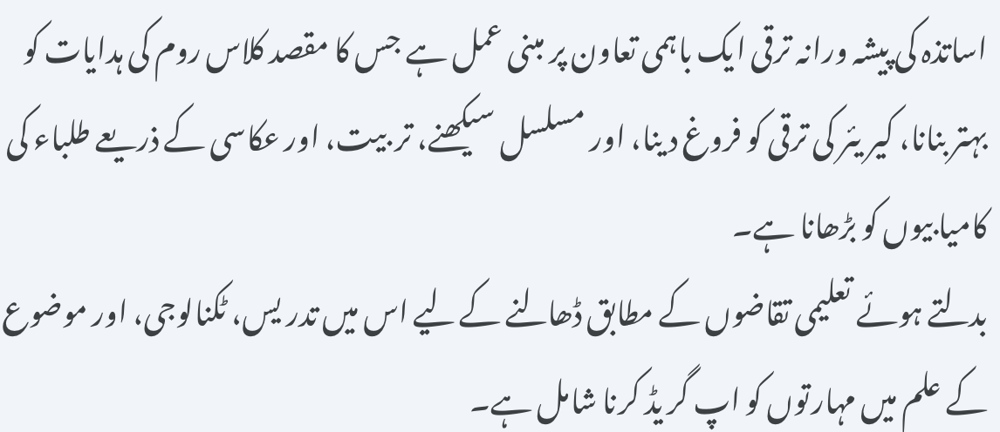 اساتذہ کی پیشہ ورانہ ترقی ایک باہمی تعاون پر مبنی عمل ہے جس کا مقصد کلاس روم کی ہدایات کو
بہتر بنانا، کیریئر کی ترقی کو فروغ دینا، اور مسلسل سیکھنے، تربیت، اور عکاسی کے ذریعے طلباء کی
کامیابیوں کو بڑھانا ہے۔
بدلتے ہوئے تعلیمی تقاضوں کے مطابق ڈھالنے کے لیے اس میں تدریس، ٹکنالوجی، اور موضوع
کے علم میں مہارتوں کو اپ گریڈ کرنا شامل ہے۔